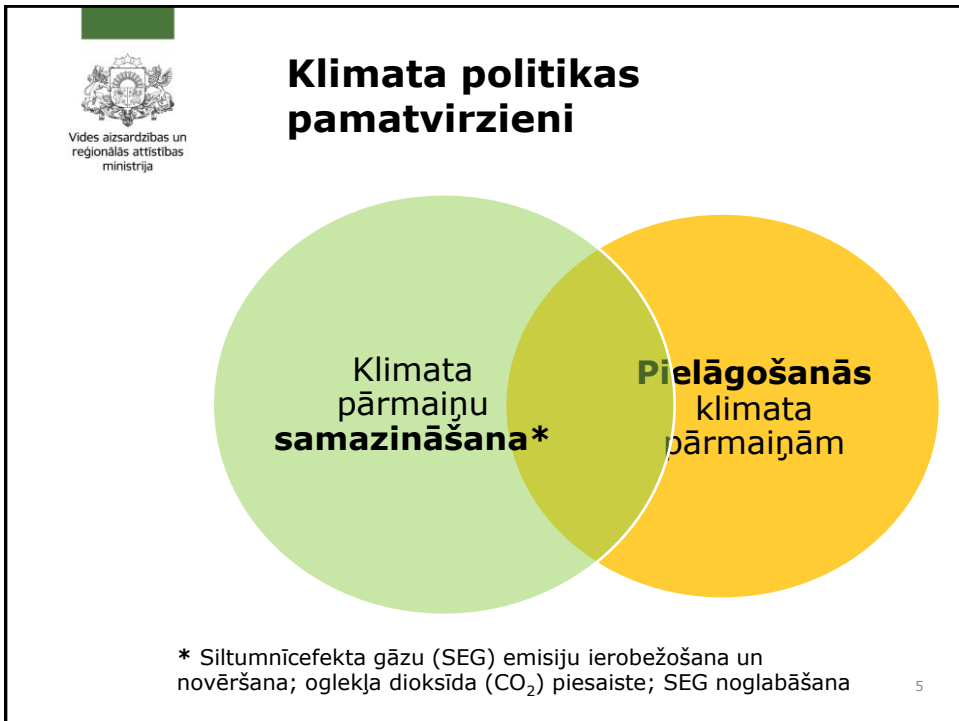 Vides aizsardzības un
reģionālās attīstības
ministrija
Klimata politikas
pamatvirzieni
Klimata
pārmaiņu
samazināšana*
Pielāgošanās
klimata
pārmaiņām
* Siltumnīcefekta gāzu (SEG) emisiju ierobežošana un
novēršana; oglekļa dioksīda (CO₂) piesaiste; SEG noglabāšana
5